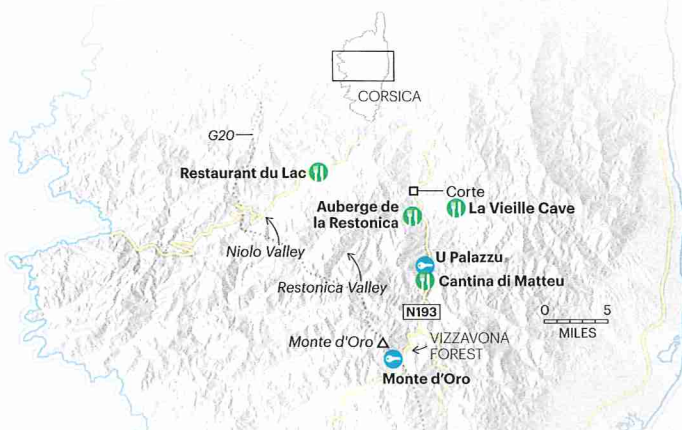 CORSICA
G20
Restaurant du Lac
Corte
Auberge de
la Restonica
La Vieille Cave
Niolo Valley
U Palazzu
Restonica Valley
Cantina di Matteu
N193
0 5
MILES
Monte d'Oro
VIZZAVONA
FOREST
Monte d'Oro